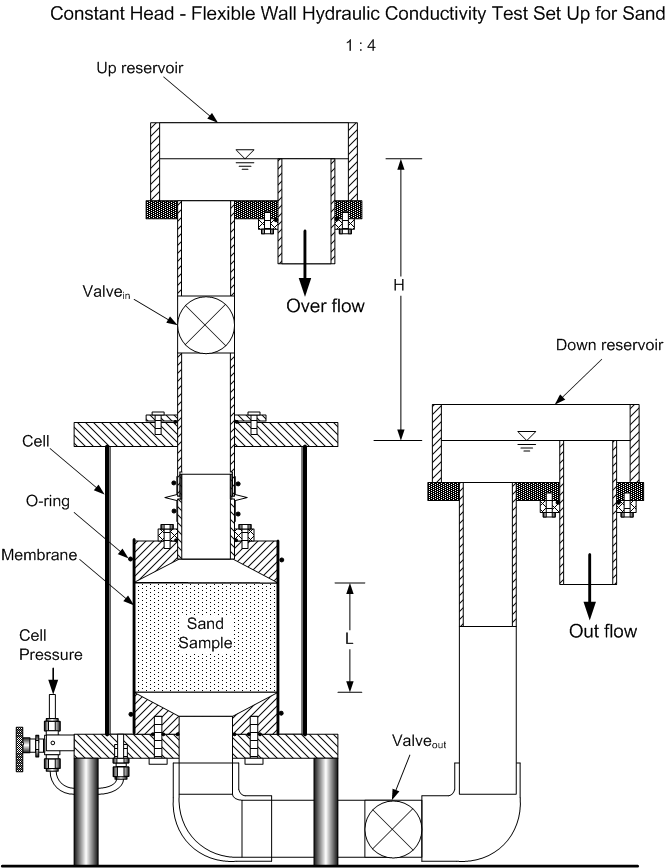 Constant Head - Flexible Wall Hydraulic Conductivity Test Set Up for Sand
1 : 4
Up reservoir
H
Valvein
Over flow
Down reservoir
Cell
O-ring
Membrane
Sand
Sample
L
Cell
Pressure
Out flow
Valveout